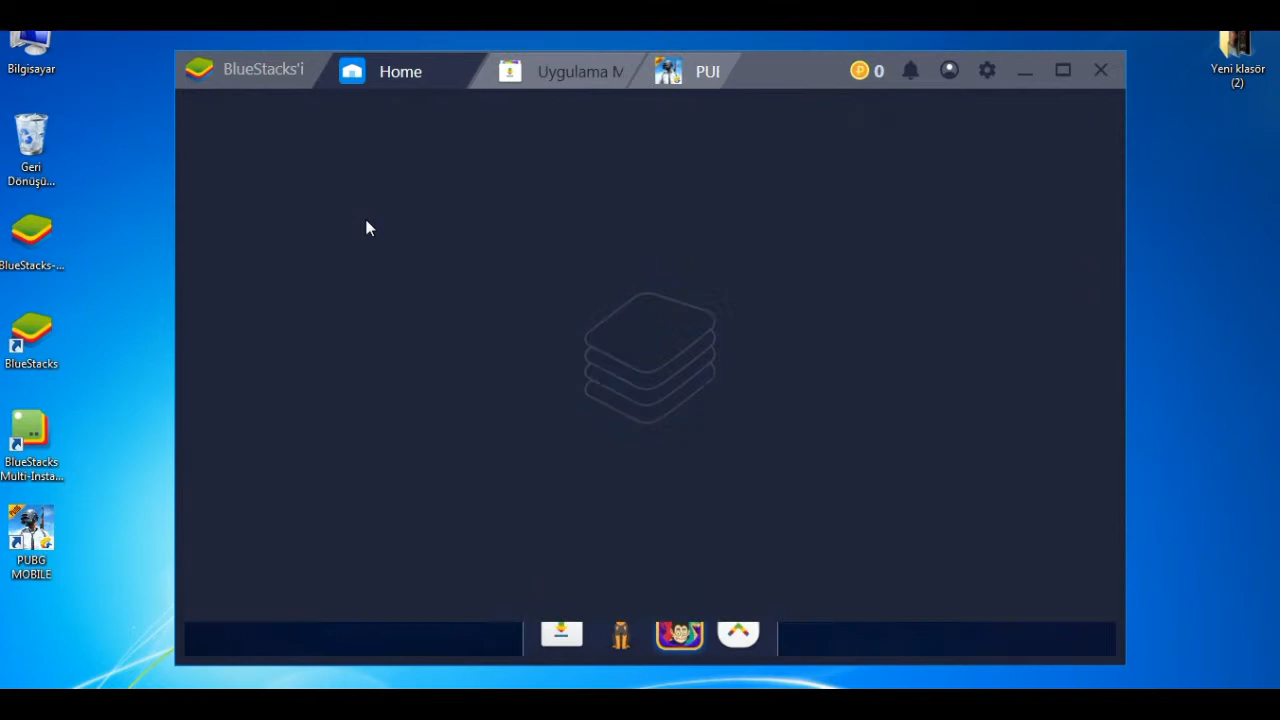 Bilgisayar
Geri
Dönüşü...
BlueStacks-...
BlueStacks
BlueStacks
Multi-Insta...
PUBG
MOBILE
BlueStacks'i
Home
Uygulama M
PUI
0
Yeni klasör
(2)